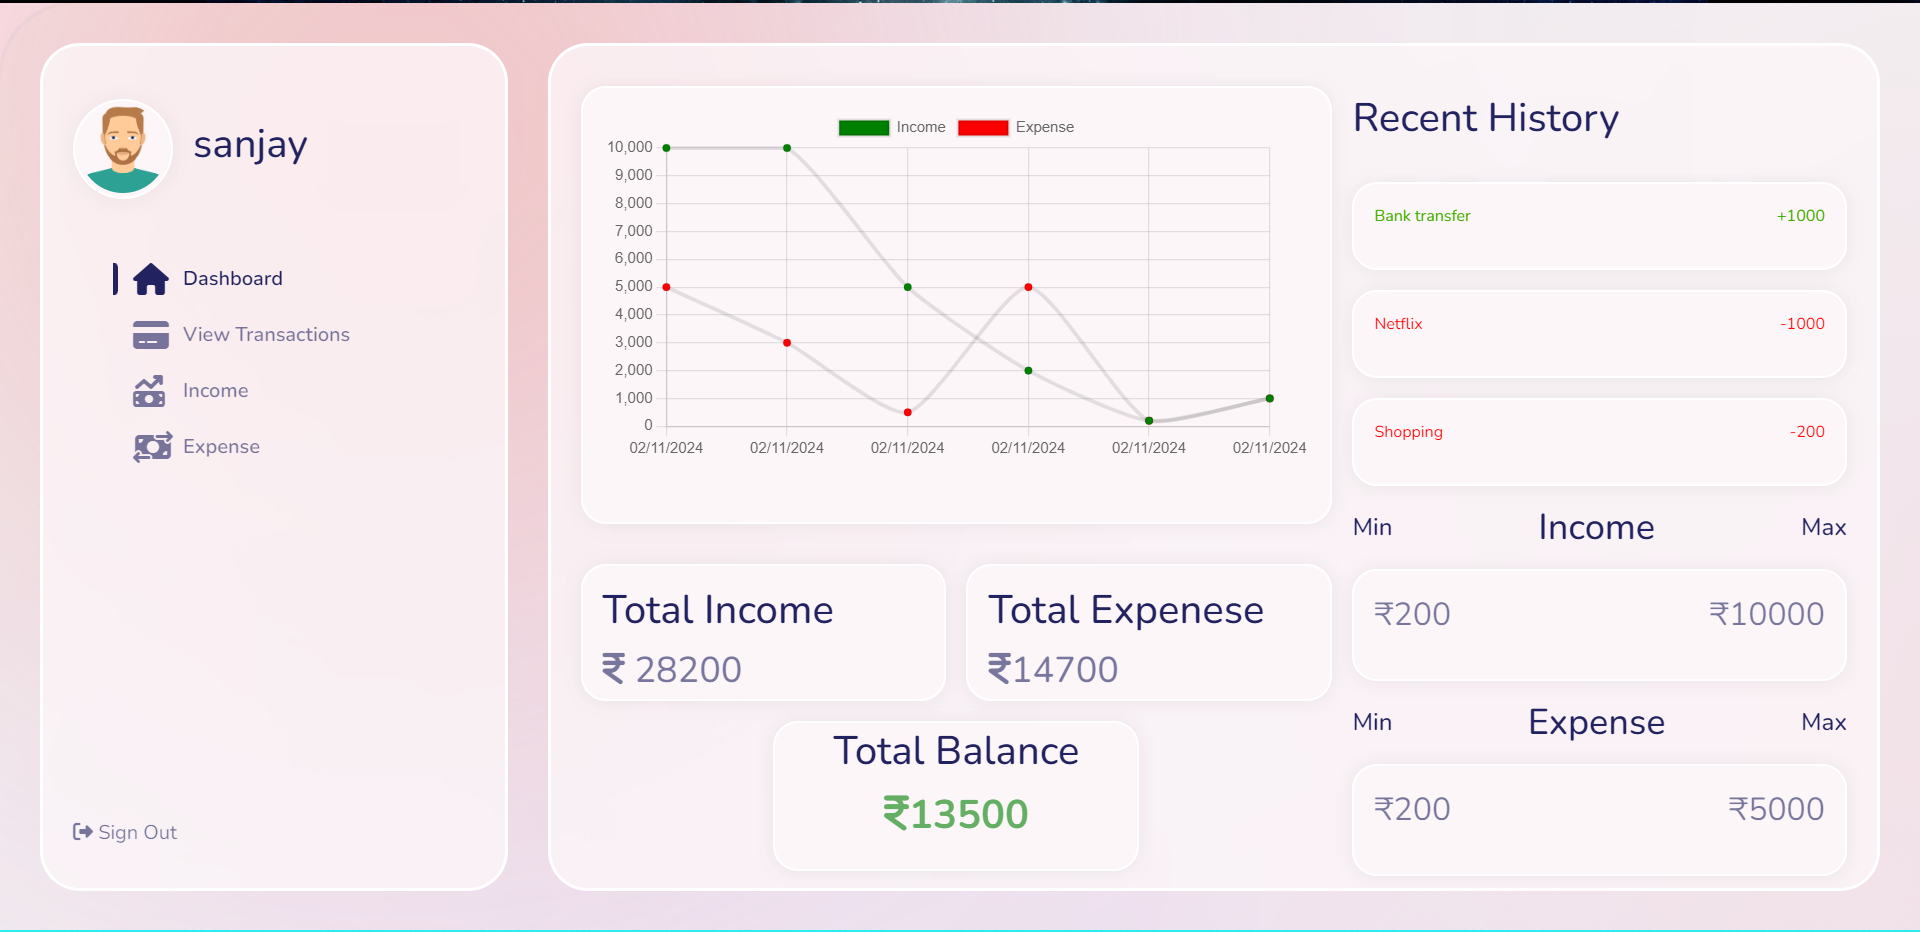 sanjay
Dashboard
View Transactions
Income
Expense
Sign Out
Income Expense
10,000
9,000
8,000
7,000
6,000
5,000
4,000
3,000
2,000
1,000
0
02/11/2024 02/11/2024 02/11/2024 02/11/2024 02/11/2024 02/11/2024
Total Income
₹ 28200
Total Expenese
₹14700
Total Balance
₹13500
Recent History
Bank transfer +1000
Netflix -1000
Shopping -200
Min Income Max
₹200 ₹10000
Min Expense Max
₹200 ₹5000